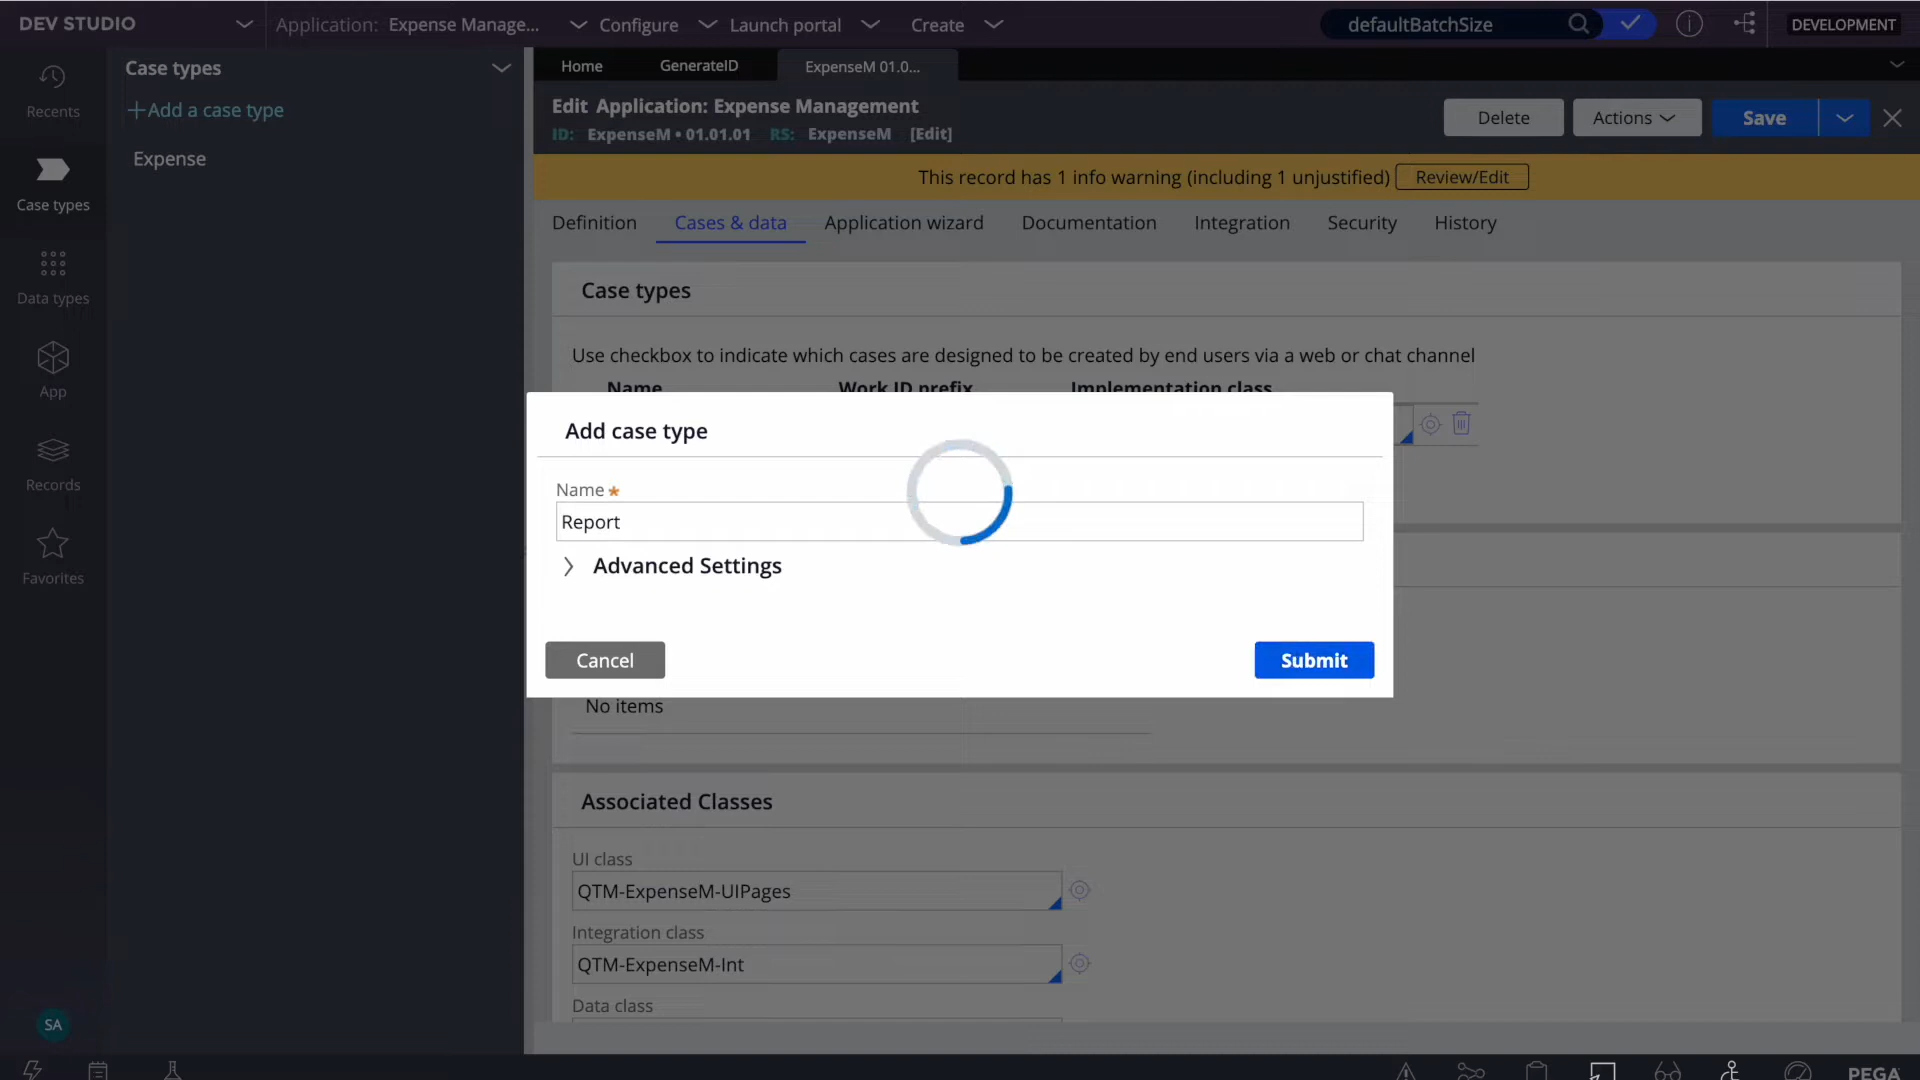 DEV STUDIO
Application: Expense Manage...
Configure
Launch portal
Create
defaultBatchSize
DEVELOPMENT
Recents
Case types
Data types
App
Records
Favorites
SA
Case types
+Add a case type
Expense
Home
GenerateID
ExpenseM 01.0...
Edit Application: Expense Management
ID: ExpenseM • 01.01.01 RS: ExpenseM [Edit]
Delete
Actions
Save
This record has 1 info warning (including 1 unjustified)
Review/Edit
Definition
Cases & data
Application wizard
Documentation
Integration
Security
History
Case types
Use checkbox to indicate which cases are designed to be created by end users via a web or chat channel
Name
Work ID prefix
Implementation class
Add case type
Name *
Report
Advanced Settings
Cancel
Submit
No items
Associated Classes
UI class
QTM-ExpenseM-UIPages
Integration class
QTM-ExpenseM-Int
Data class
PEGA